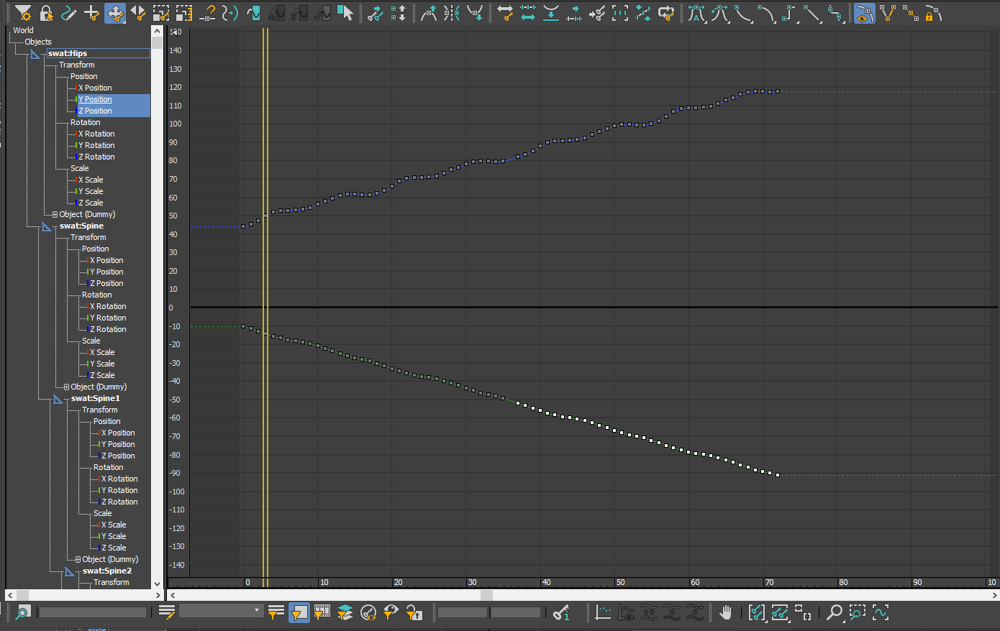 World
Objects
swat:Hips
Transform
Position
X Position
Y Position
Z Position
Rotation
X Rotation
Y Rotation
Z Rotation
Scale
X Scale
Y Scale
Z Scale
Object (Dummy)
swat:Spine
Transform
Position
X Position
Y Position
Z Position
Rotation
X Rotation
Y Rotation
Z Rotation
Scale
X Scale
Y Scale
Z Scale
Object (Dummy)
swat:Spine1
Transform
Position
X Position
Y Position
Z Position
Rotation
X Rotation
Y Rotation
Z Rotation
Scale
X Scale
Y Scale
Z Scale
Object (Dummy)
swat:Spine2
Transform
140
130
120
110
100
90
80
70
60
50
40
30
20
10
0
-10
-20
-30
-40
-50
-60
-70
-80
-90
-100
-110
-120
-130
-140
0 10 20 30 40 50 60 70 80 90 10